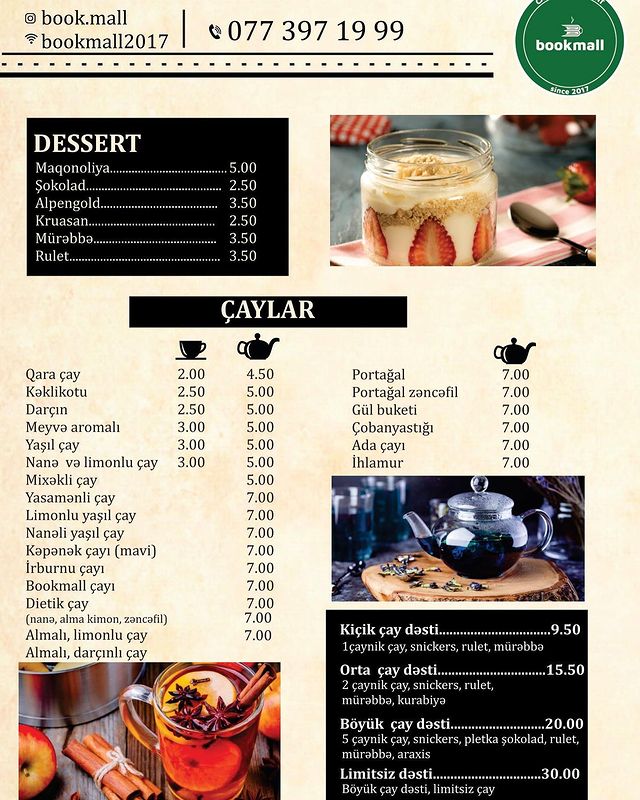 book.mall
bookmall2017
077 397 19 99
bookmall
since 2017
DESSERT
Maqonoliya..............................5.00
Şokolad................................... 2.50
Alpengold................................ 3.50
Kruasan................................... 2.50
Mürəbbə.................................. 3.50
Rulet........................................ 3.50
ÇAYLAR
Qara çay 2.00 4.50
Kəklikotu 2.50 5.00
Darçın 2.50 5.00
Meyvə aromalı 3.00 5.00
Yaşıl çay 3.00 5.00
Nanə və limonlu çay 3.00 5.00
Mixəkli çay 5.00
Yasəmənli çay 7.00
Limonlu yaşıl çay 7.00
Nanəli yaşıl çay 7.00
Kəpənək çayı (mavi) 7.00
İrburnu çayı 7.00
Bookmall çayı 7.00
Dietik çay 7.00
(nanə, alma kimon, zəncəfil) 7.00
Almalı, limonlu çay 7.00
Almalı, darçınlı çay
Portağal 7.00
Portağal zəncəfil 7.00
Gül buketi 7.00
Çobanyastığı 7.00
Ada çayı 7.00
İhlamur 7.00
Kiçik çay dəsti................................9.50
1çaynik çay, snickers, rulet, mürəbbə
Orta çay dəsti...............................15.50
2 çaynik çay, snickers, rulet,
mürəbbə, kurabiyə
Böyük çay dəsti...........................20.00
5 çaynik çay, snickers, pletka şokolad, rulet,
mürəbbə, araxis
Limitsiz dəsti...............................30.00
Böyük çay dəsti, limitsiz çay